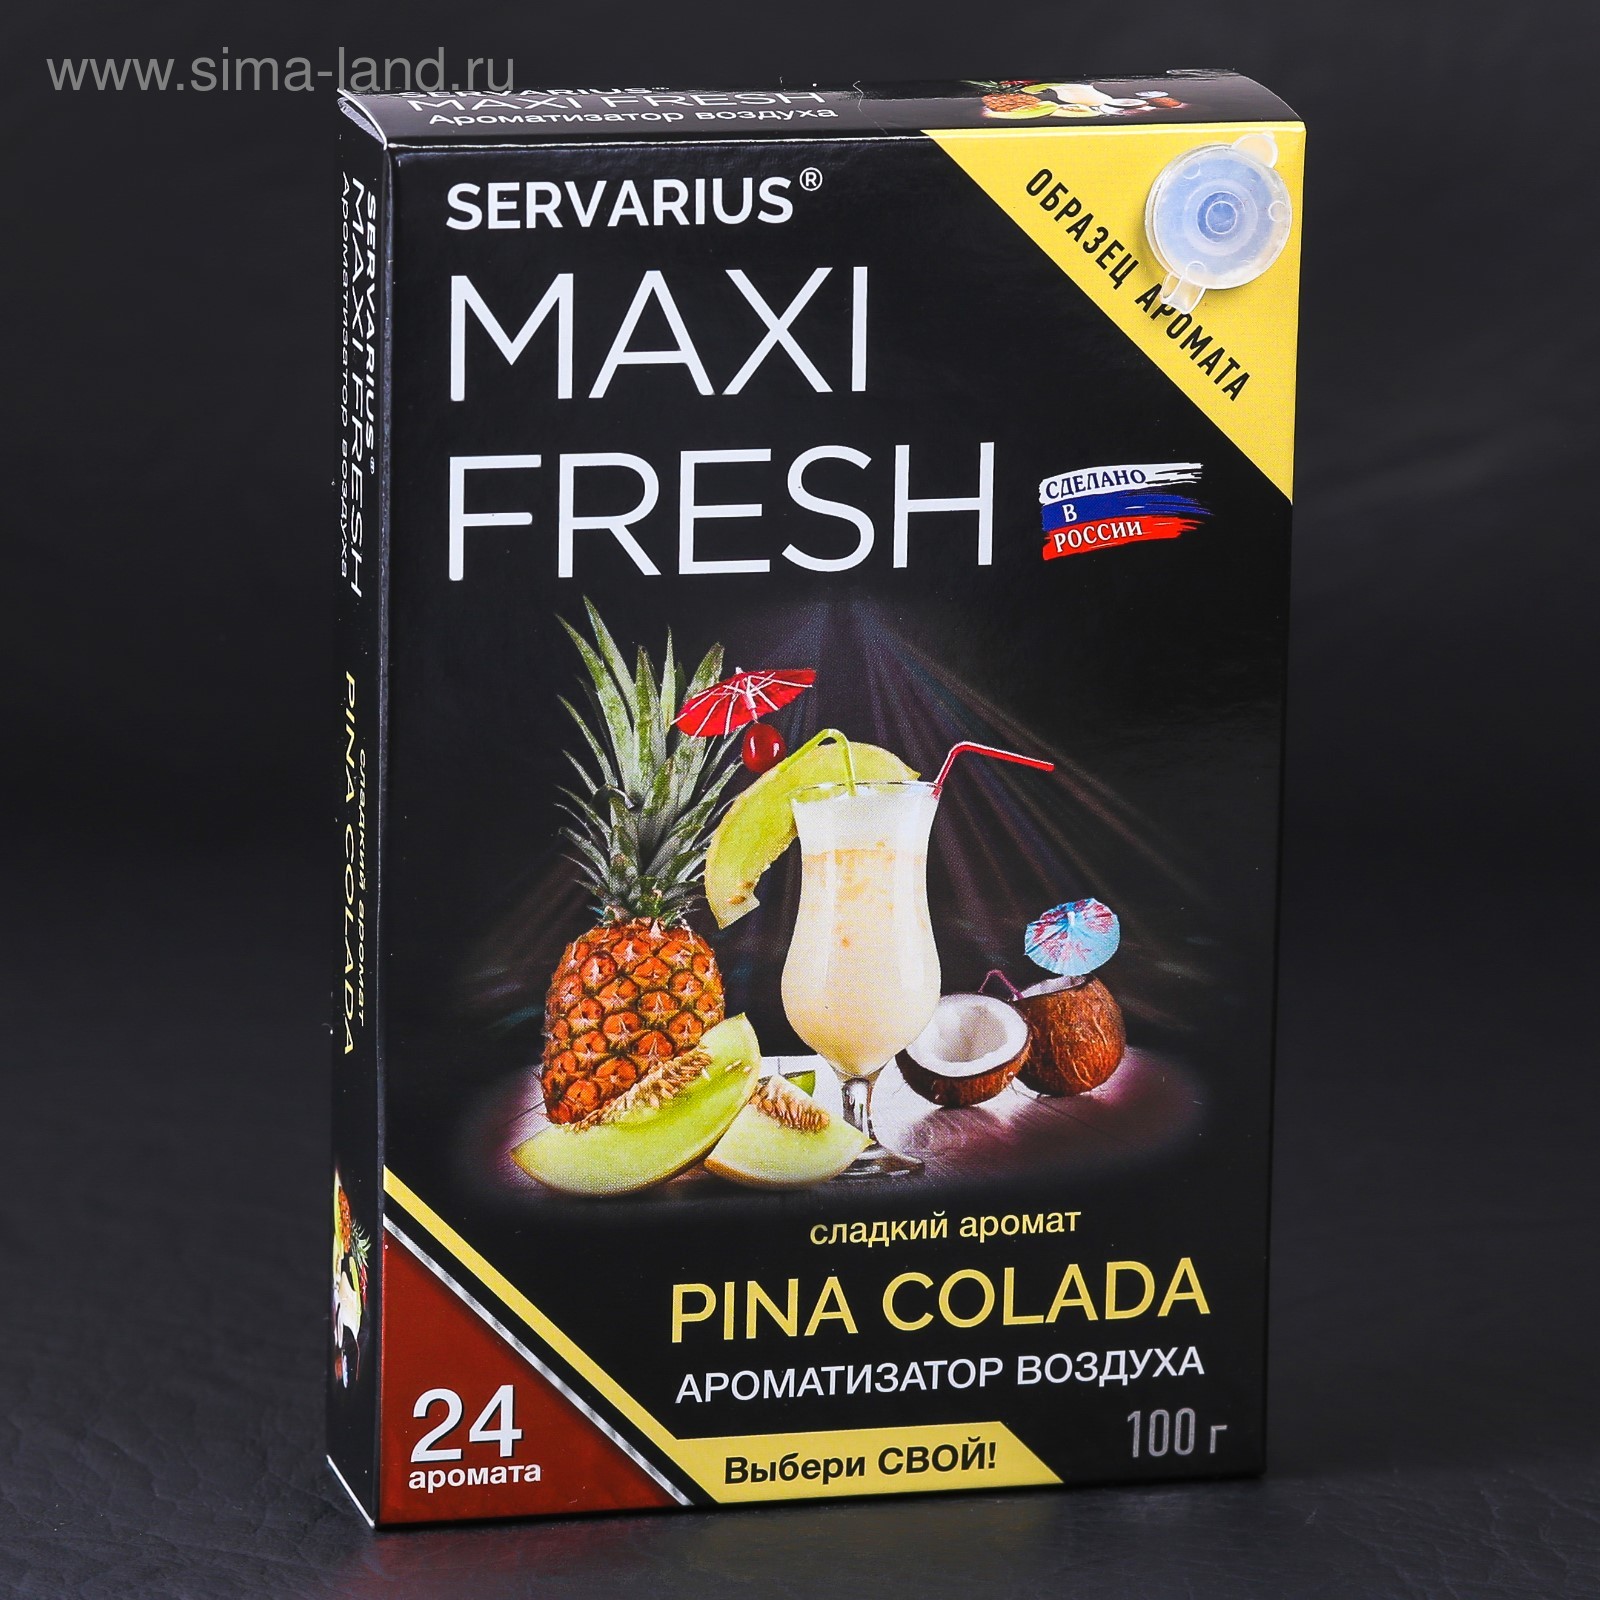 www.sima-land.ru
SERVARIUS
MAXI FRESH
Ароматизатор воздуха
SERVARIUS®
MAXI FRESH
Ароматизатор воздуха
сладкий аромат
PINA COLADA
SERVARIUS®
MAXI
FRESH
ОБРАЗЕЦ АРОМАТА
СДЕЛАНО
В
РОССИИ
сладкий аромат
PINA COLADA
АРОМАТИЗАТОР ВОЗДУХА
100 г
24
аромата
Выбери СВОЙ!